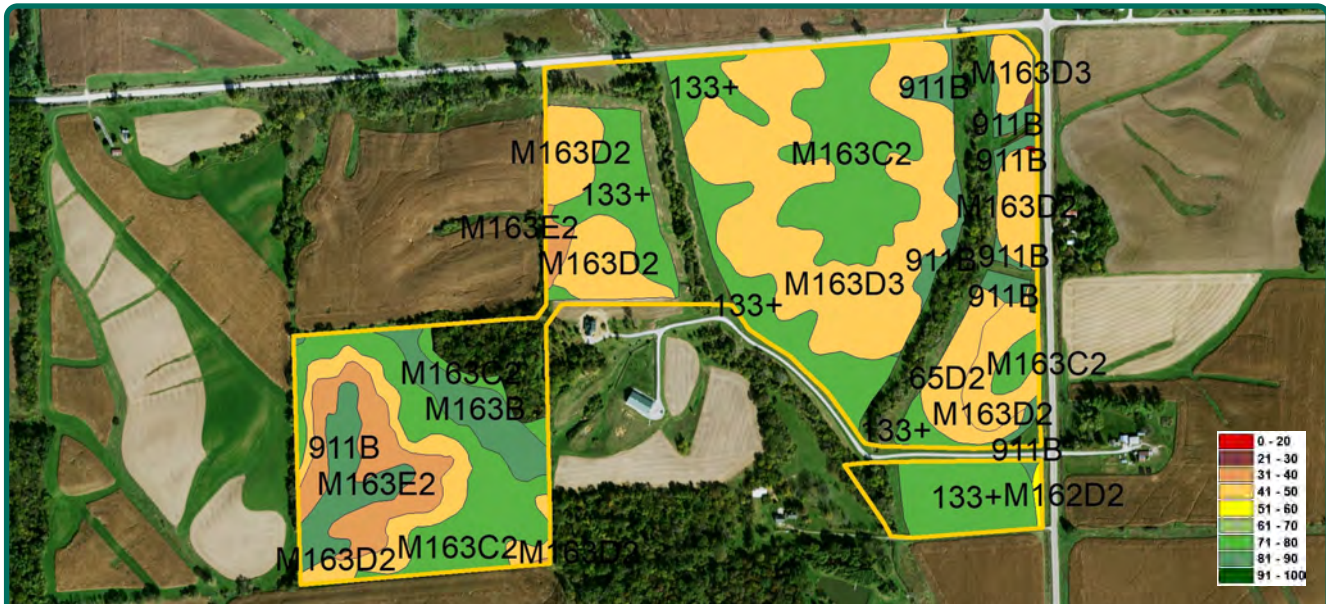 M163D3
133+
911B
911B
M163D2
M163C2
911B
133+
M163D2
M163E2
M163D2
911B
911B
M163D3
911B
133+
M163C2
M163C2
65D2
M163B
M163D2
133+
911B
911B
M163E2
133+M162D2
M163C2
M163D2
M163D2
0 - 20
21 - 30
31 - 40
41 - 50
51 - 60
61 - 70
71 - 80
81 - 90
91 - 100